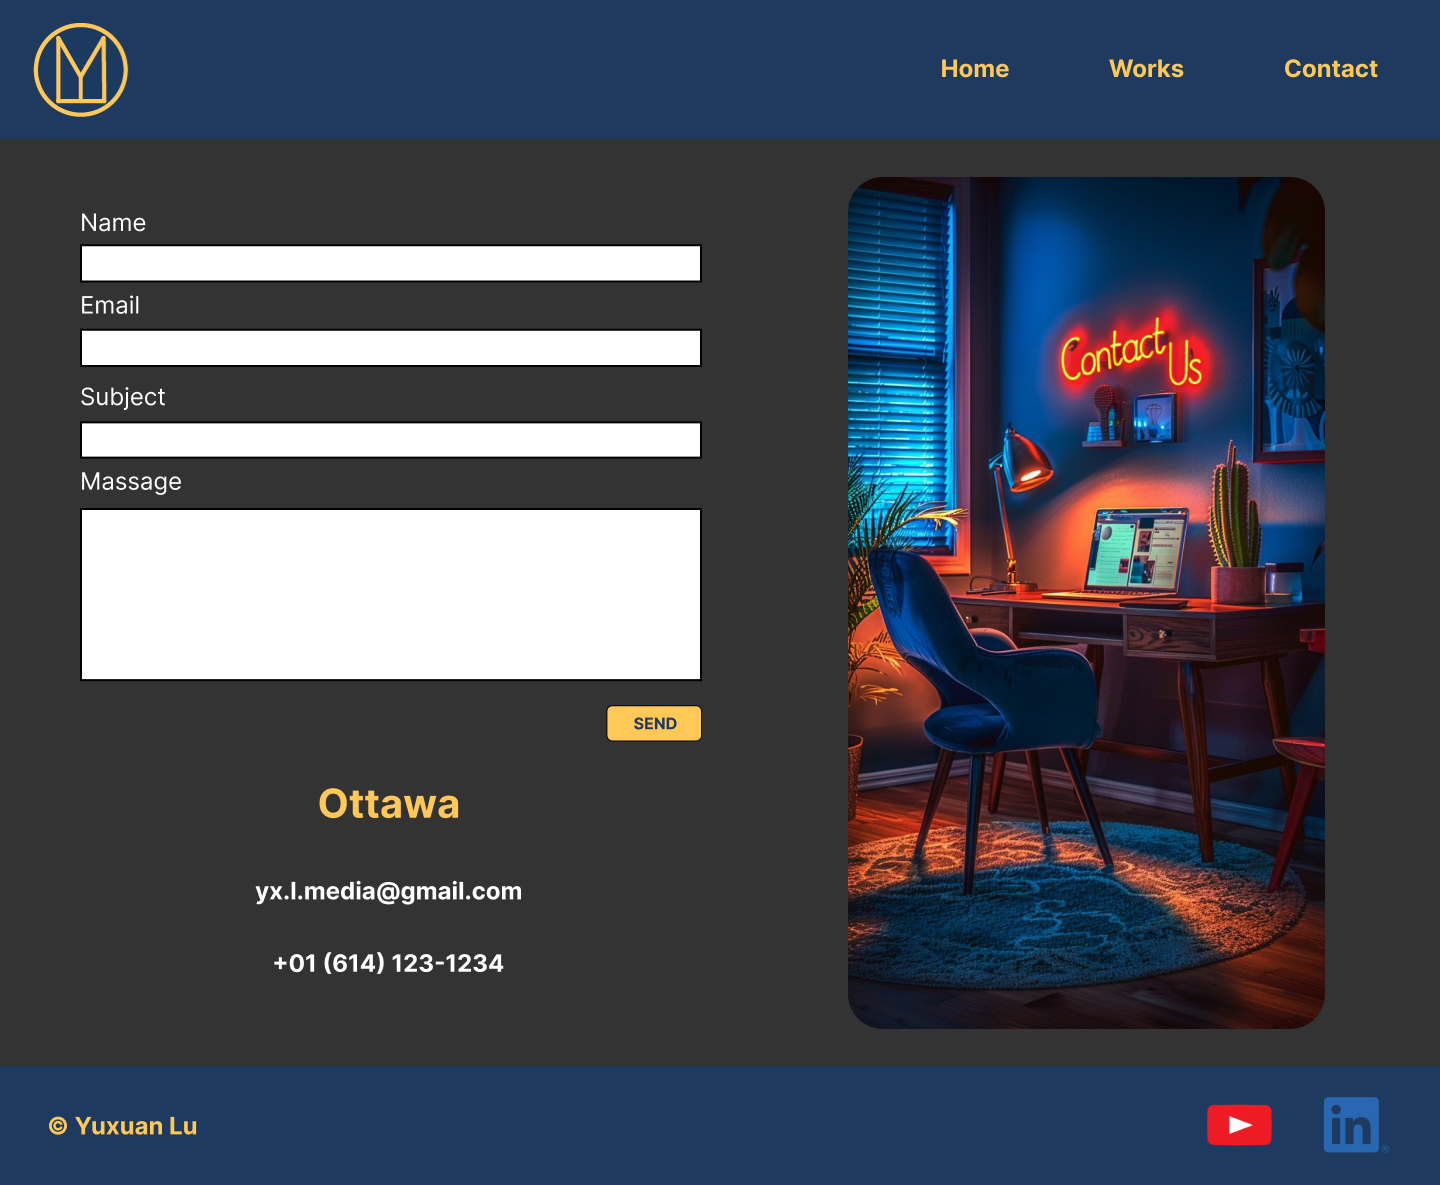 Home
Works
Contact
Name
Email
Subject
Massage
SEND
Ottawa
yx.l.media@gmail.com
+01 (614) 123-1234
Contact
Us
© Yuxuan Lu
in
®